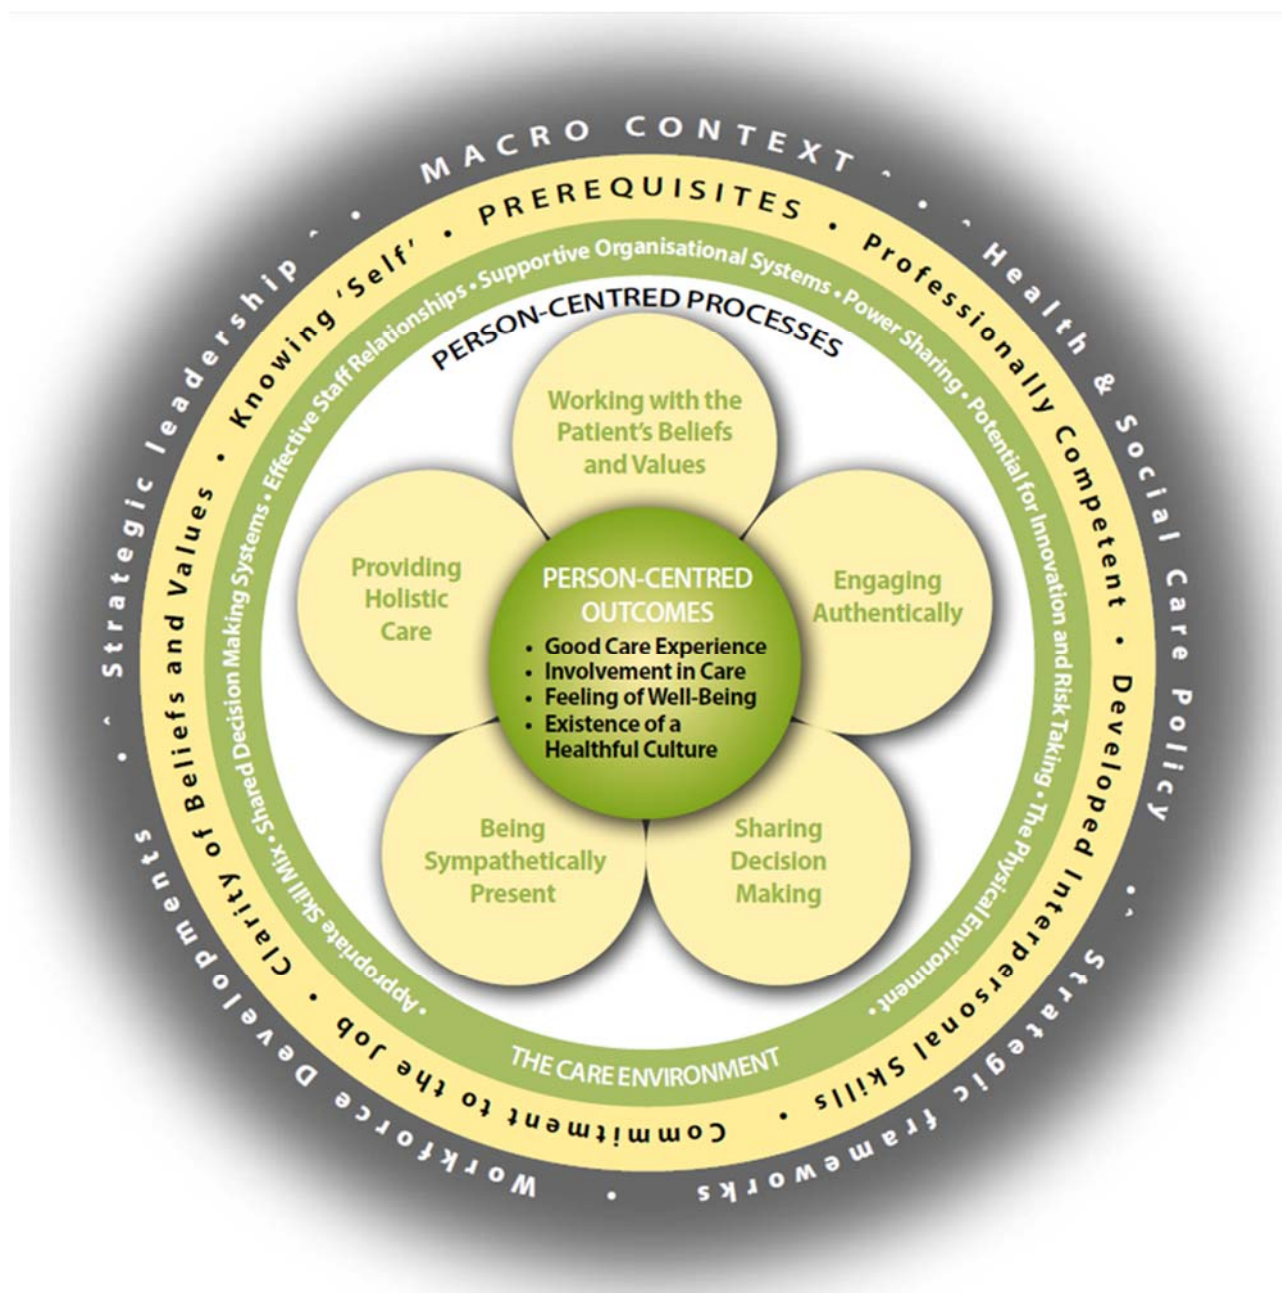 MACRO CONTEXT
Health & Social Care Policy
Strategic frameworks
Workforce Developments
Strategic leadership
PREREQUISITES
Professionally Competent
Developed Interpersonal Skills
Commitment to the Job
Clarity of Beliefs and Values
Knowing ‘Self’
THE CARE ENVIRONMENT
• Appropriate Skill Mix • Shared Decision Making Systems • Effective Staff Relationships • Supportive Organisational Systems • Power Sharing • Potential for Innovation and Risk Taking • The Physical Environment •
PERSON-CENTRED PROCESSES
Working with the
Patient’s Beliefs
and Values
Engaging
Authentically
Sharing
Decision
Making
Being
Sympathetically
Present
Providing
Holistic
Care
PERSON-CENTRED
OUTCOMES
• Good Care Experience
• Involvement in Care
• Feeling of Well-Being
• Existence of a
Healthful Culture